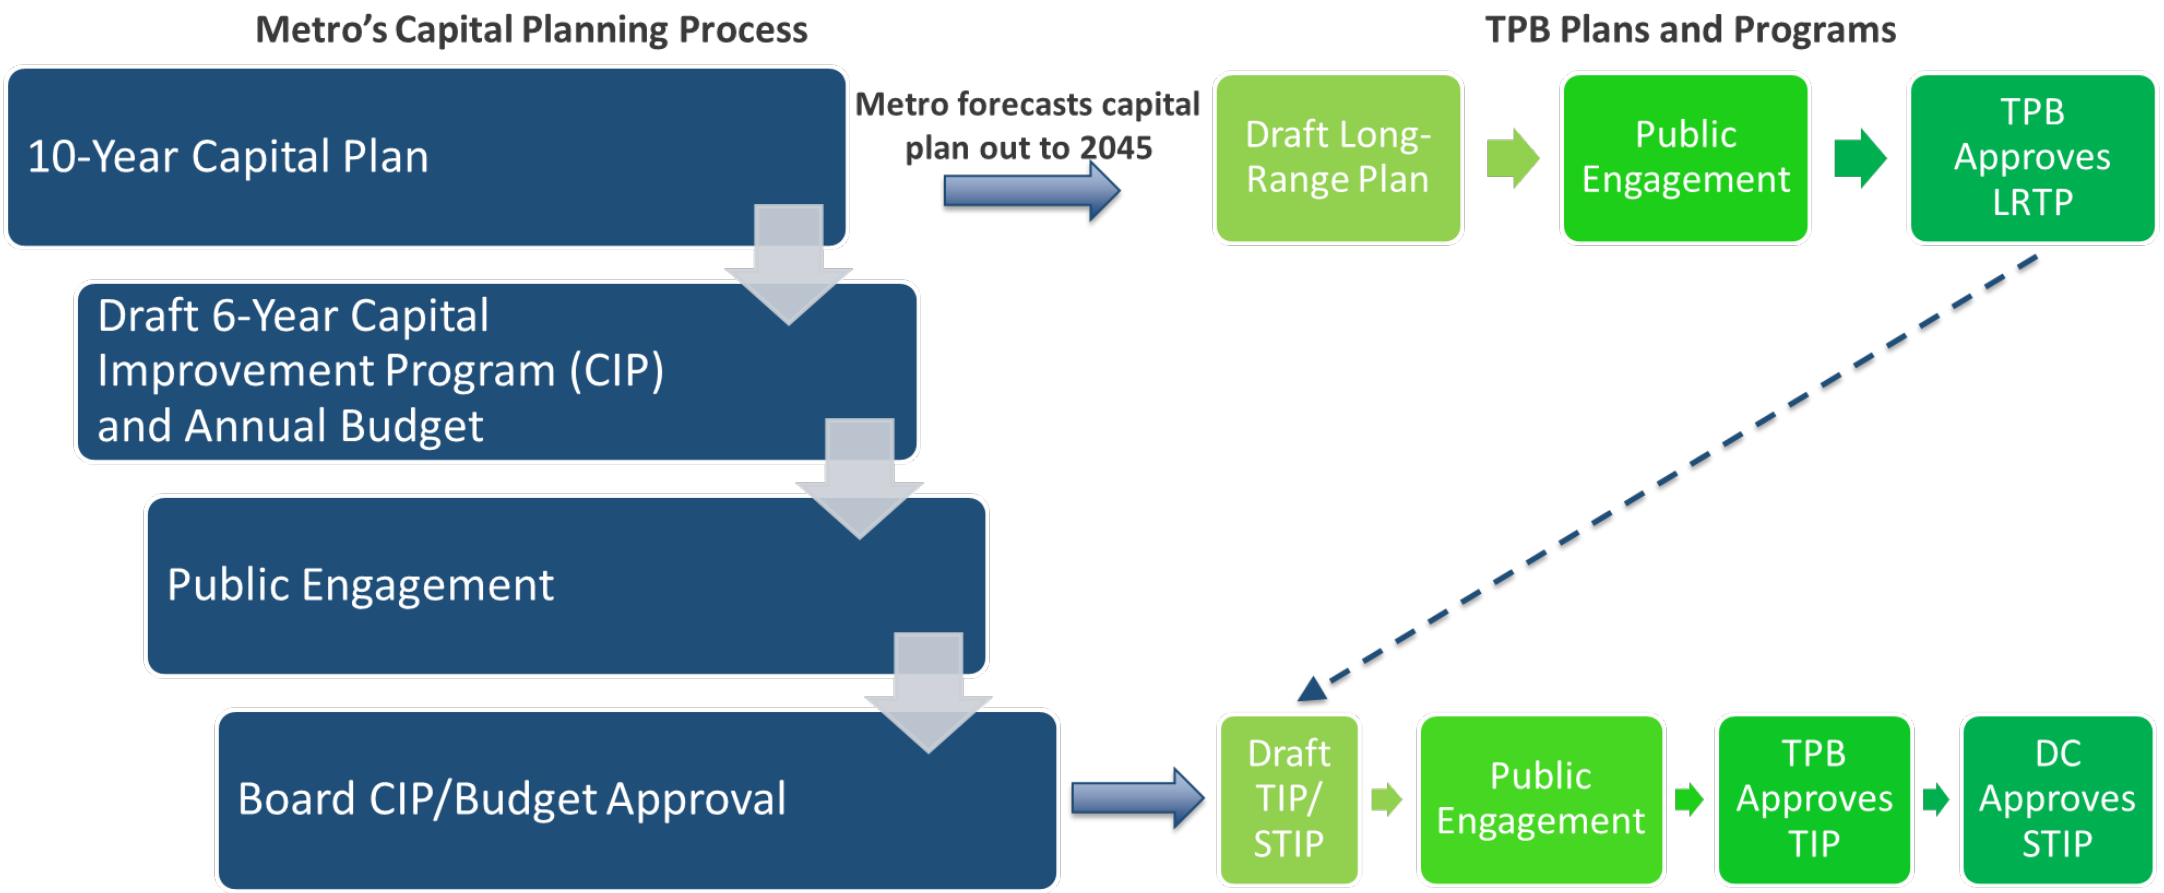 Metro's Capital Planning Process
TPB Plans and Programs
10-Year Capital Plan
Metro forecasts capital
plan out to 2045
Draft Long-
Range Plan
Public
Engagement
TPB
Approves
LRTP
Draft 6-Year Capital
Improvement Program (CIP)
and Annual Budget
Public Engagement
Board CIP/Budget Approval
Draft
TIP/
STIP
Public
Engagement
TPB
Approves
TIP
DC
Approves
STIP